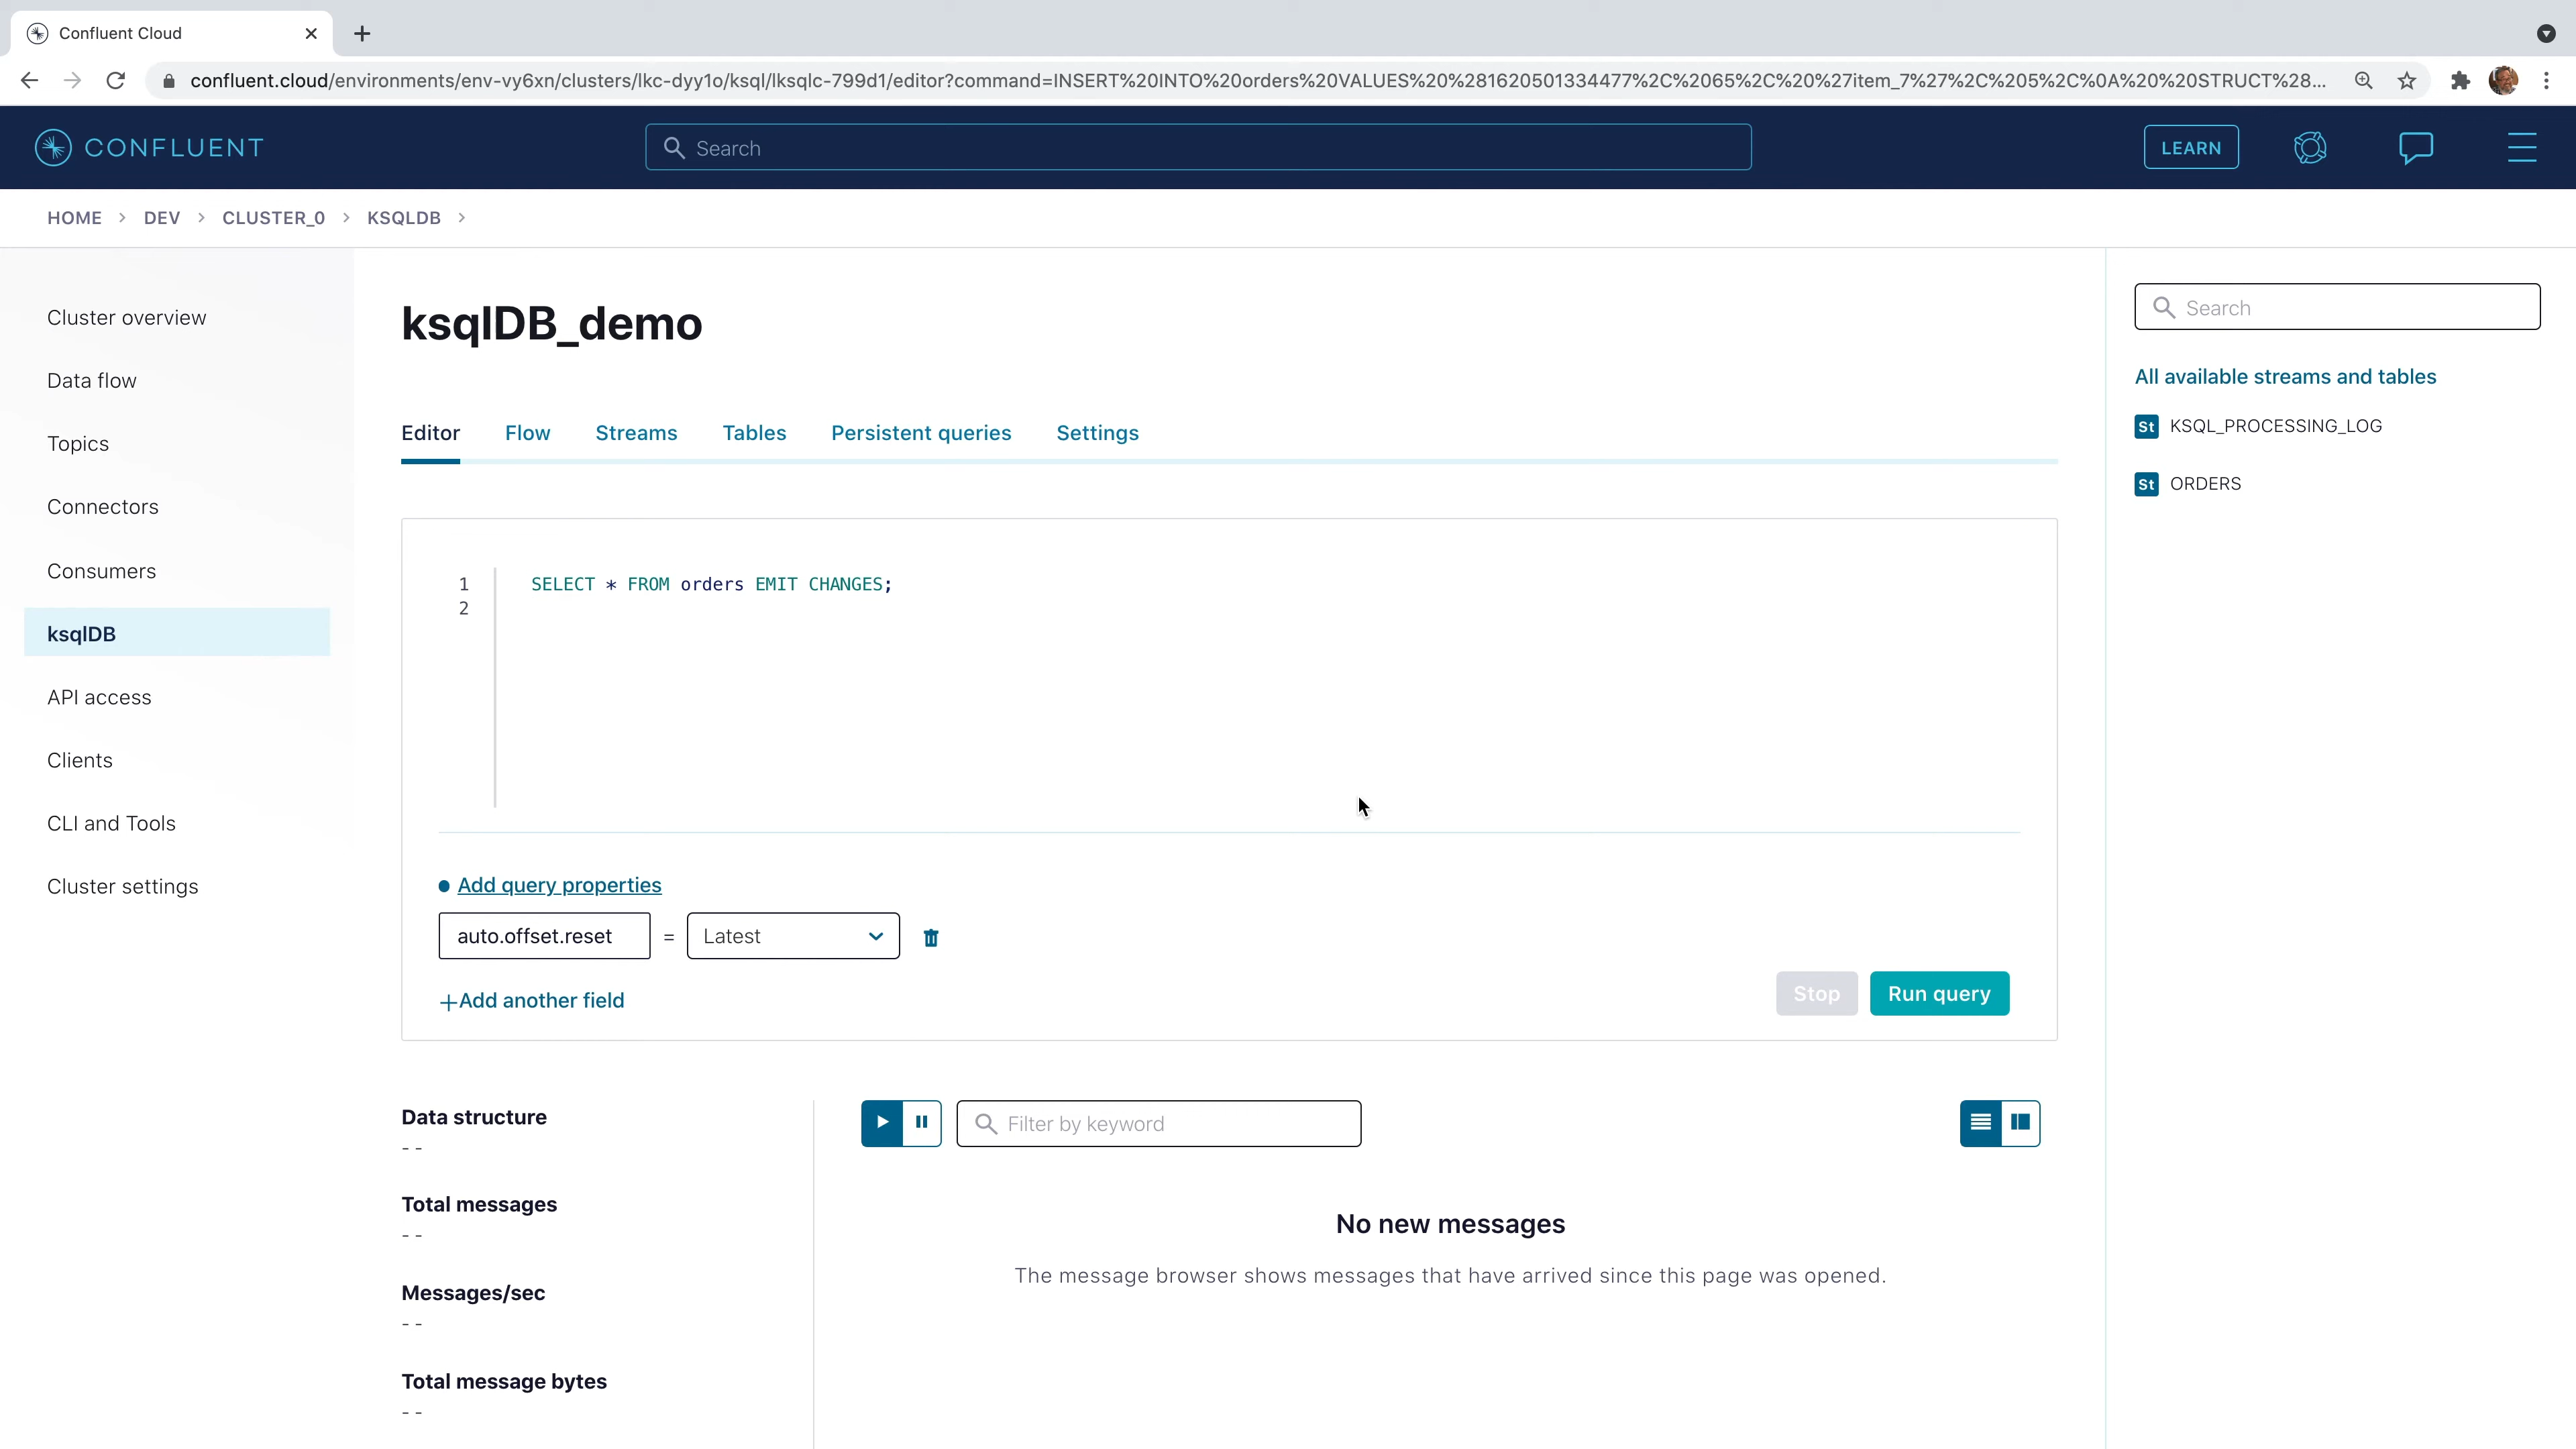 Confluent Cloud
confluent.cloud/environments/env-vy6xn/clusters/lkc-dyy1o/ksql/lksqlc-799d1/editor?command=INSERT%20INTO%20orders%20VALUES%20%281620501334477%2C%2065%2C%20%27item_7%27%2C%205%2C%0A%20%20STRUCT%28...
CONFLUENT
Search
LEARN
HOME > DEV > CLUSTER_0 > KSQLDB >
Cluster overview
Data flow
Topics
Connectors
Consumers
ksqlDB
API access
Clients
CLI and Tools
Cluster settings
ksqlDB_demo
Editor Flow Streams Tables Persistent queries Settings
1 SELECT * FROM orders EMIT CHANGES;
2
Add query properties
auto.offset.reset = Latest
+Add another field
Stop Run query
Data structure
- -
Total messages
- -
Messages/sec
- -
Total message bytes
- -
Filter by keyword
No new messages
The message browser shows messages that have arrived since this page was opened.
Search
All available streams and tables
St KSQL_PROCESSING_LOG
St ORDERS